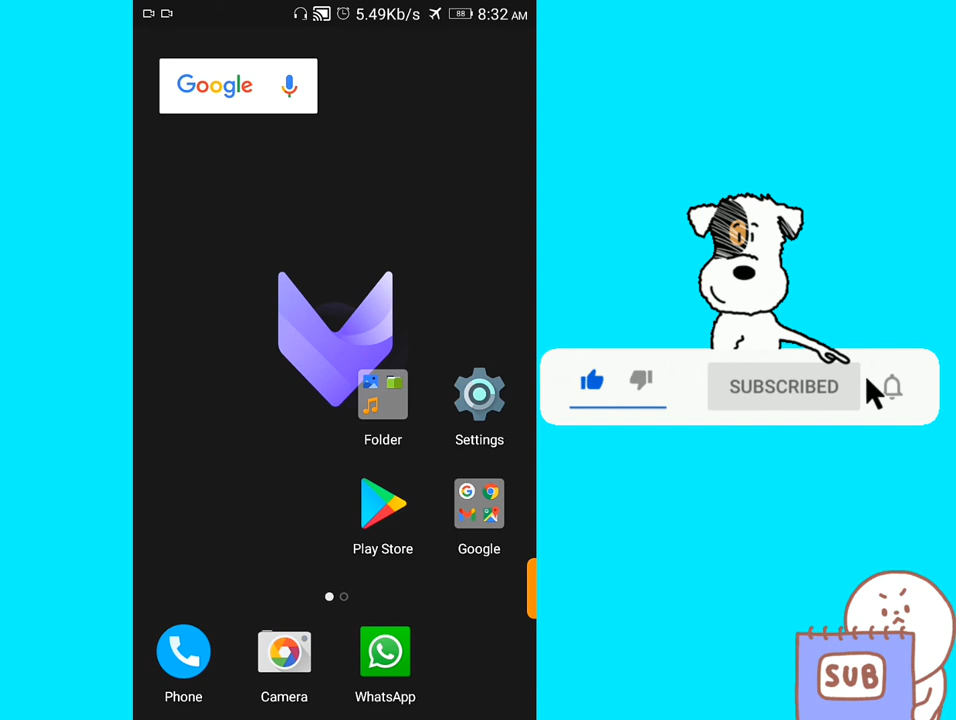 5.49Kb/s 88 8:32 AM
Google
SUBSCRIBED
Folder
Settings
Play Store
Google
Phone
Camera
WhatsApp
SUB